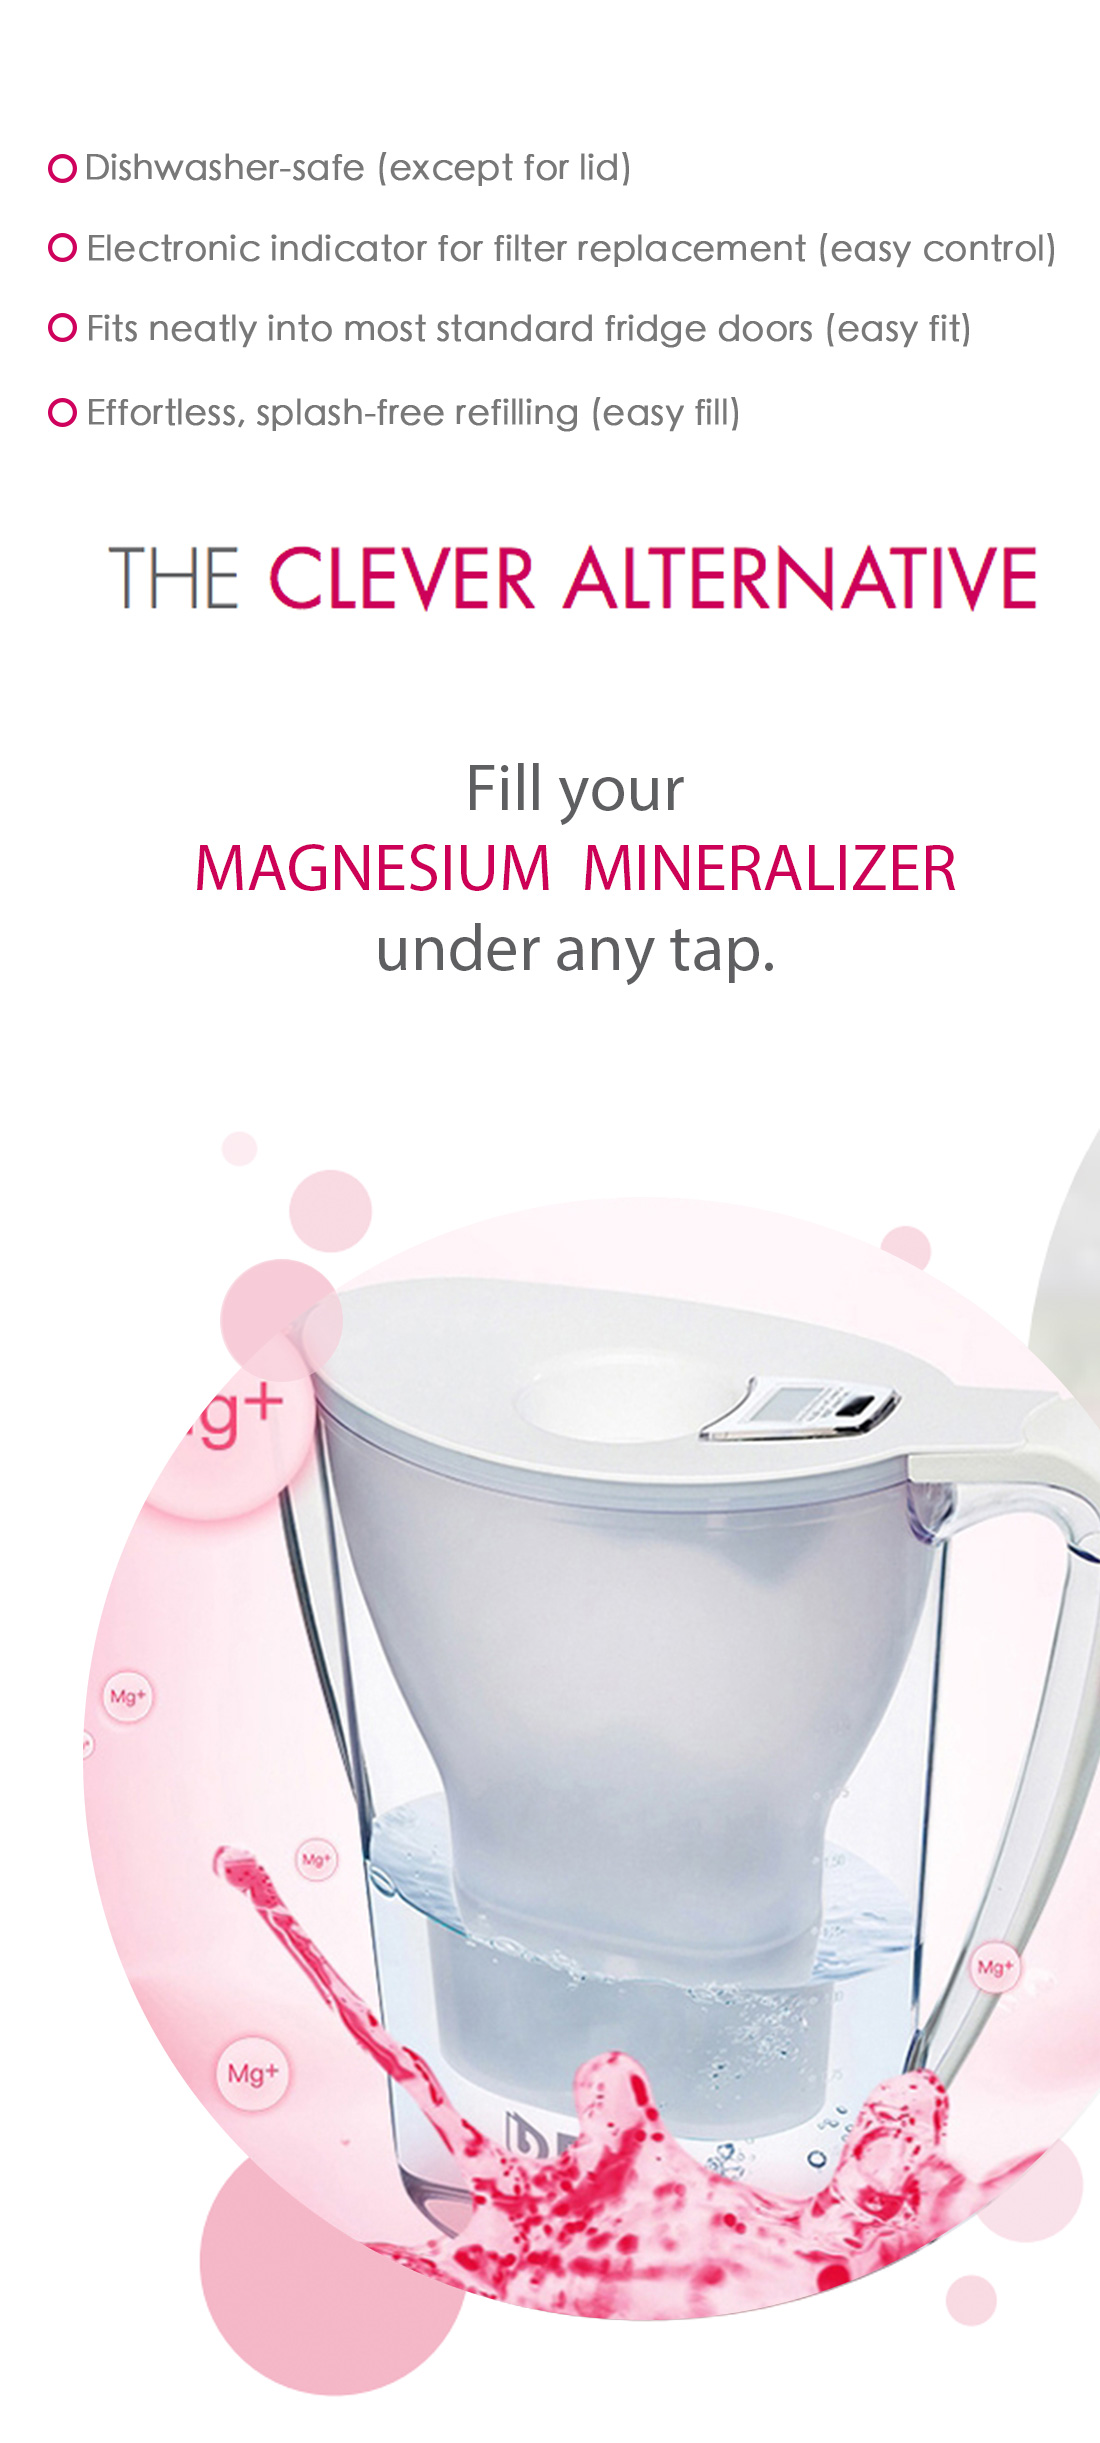 Dishwasher-safe (except for lid)
Electronic indicator for filter replacement (easy control)
Fits neatly into most standard fridge doors (easy fit)
Effortless, splash-free refilling (easy fill)
THE CLEVER ALTERNATIVE
Fill your
MAGNESIUM MINERALIZER
under any tap.
g+
Mg+
Mg+
Mg+
Mg+